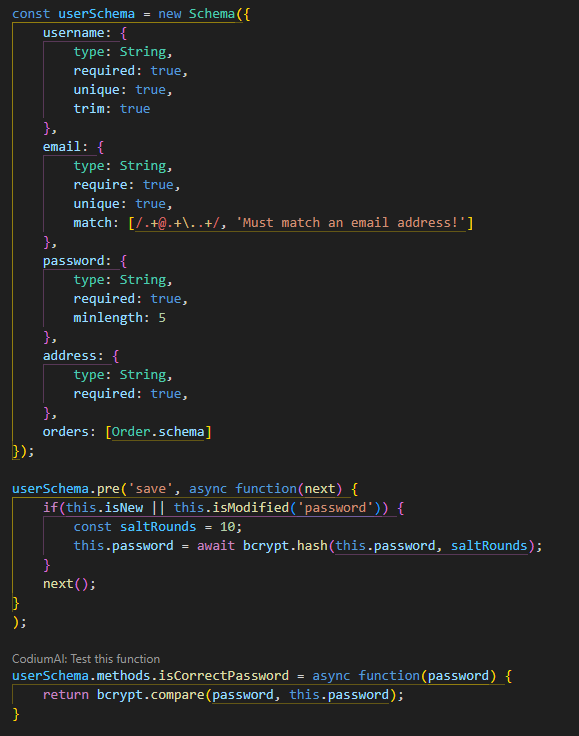 const userSchema = new Schema({
    username: {
        type: String,
        required: true,
        unique: true,
        trim: true
    },
    email: {
        type: String,
        require: true,
        unique: true,
        match: [/.+@.+\..+/, 'Must match an email address!']
    },
    password: {
        type: String,
        required: true,
        minlength: 5
    },
    address: {
        type: String,
        required: true,
    },
    orders: [Order.schema]
});

userSchema.pre('save', async function(next) {
    if(this.isNew || this.isModified('password')) {
        const saltRounds = 10;
        this.password = await bcrypt.hash(this.password, saltRounds);
    }
    next();
}
);

CodiumAI: Test this function
userSchema.methods.isCorrectPassword = async function(password) {
    return bcrypt.compare(password, this.password);
}